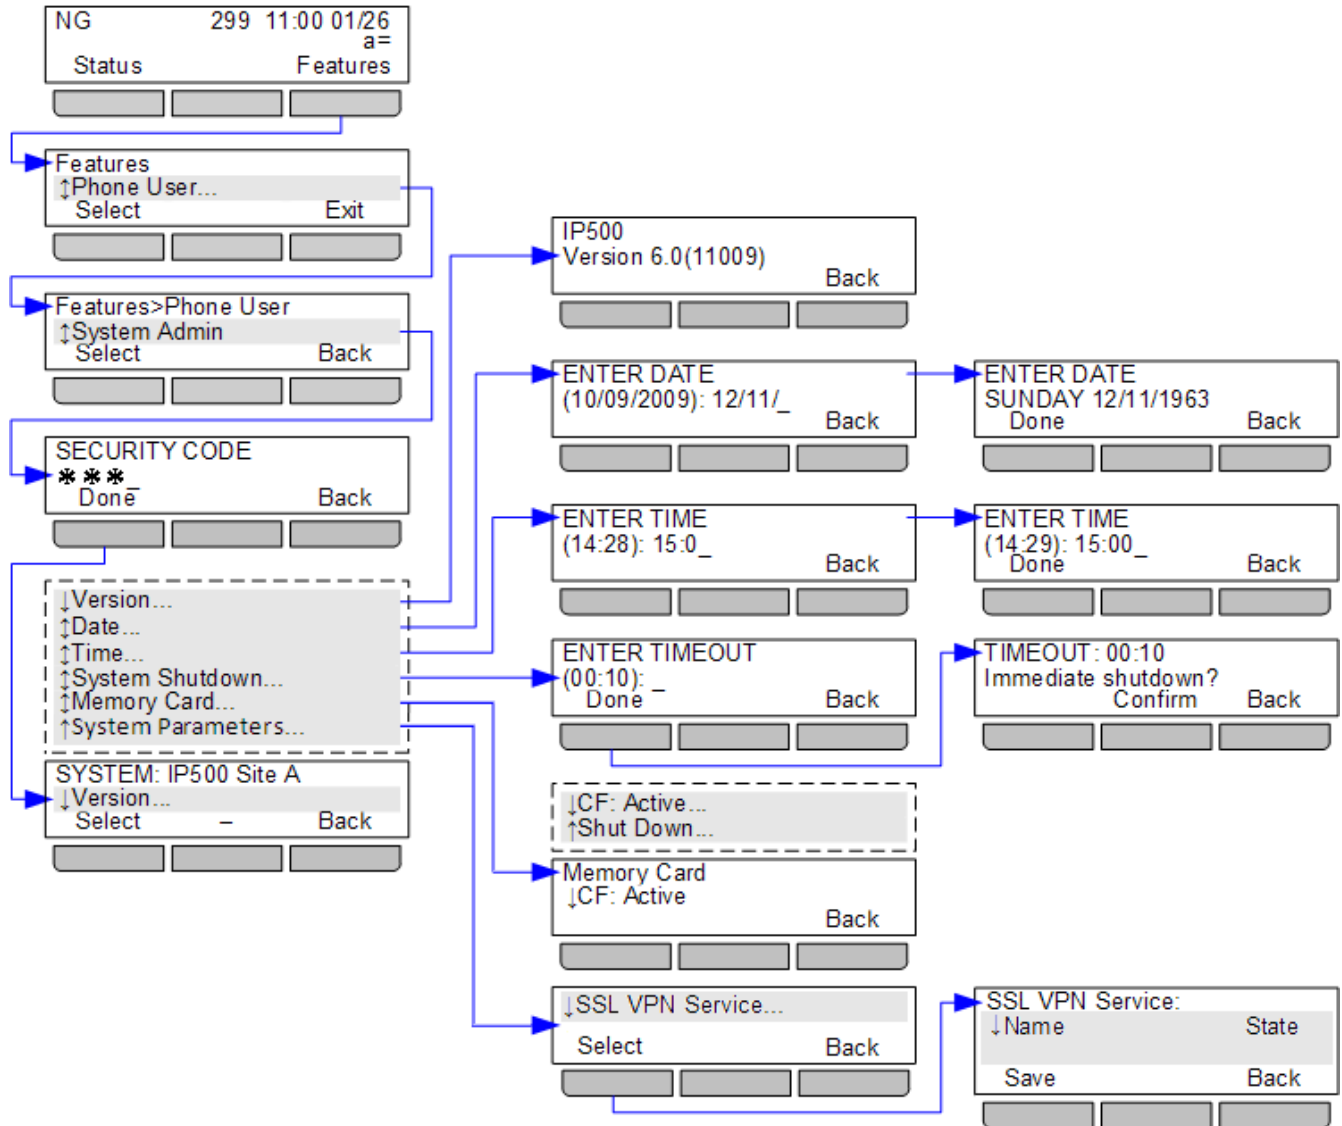 NG 299 11:00 01/26
a=
Status Features
Features
↕Phone User...
Select Exit
Features>Phone User
↕System Admin
Select Back
SECURITY CODE
***_
Done Back
↓Version...
↕Date...
↕Time...
↕System Shutdown...
↕Memory Card...
↑System Parameters...
SYSTEM: IP500 Site A
↓Version...
Select – Back
IP500
Version 6.0(11009)
Back
ENTER DATE
(10/09/2009): 12/11/_
Back
ENTER DATE
SUNDAY 12/11/1963
Done Back
ENTER TIME
(14:28): 15:0_
Back
ENTER TIME
(14:29): 15:00_
Done Back
ENTER TIMEOUT
(00:10): _
Done Back
TIMEOUT: 00:10
Immediate shutdown?
Confirm Back
↓CF: Active...
↑Shut Down...
Memory Card
↓CF: Active
Back
↓SSL VPN Service...
Select Back
SSL VPN Service:
↓Name State
Save Back